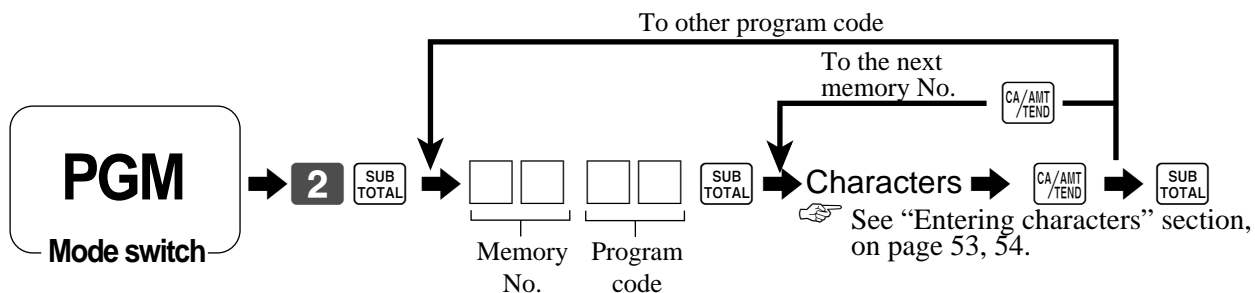 To other program code
To the next
memory No.
CA/AMT
/TEND
PGM
Mode switch
2
SUB
TOTAL
SUB
TOTAL
Characters
CA/AMT
/TEND
SUB
TOTAL
See “Entering characters” section,
on page 53, 54.
Memory
No.
Program
code